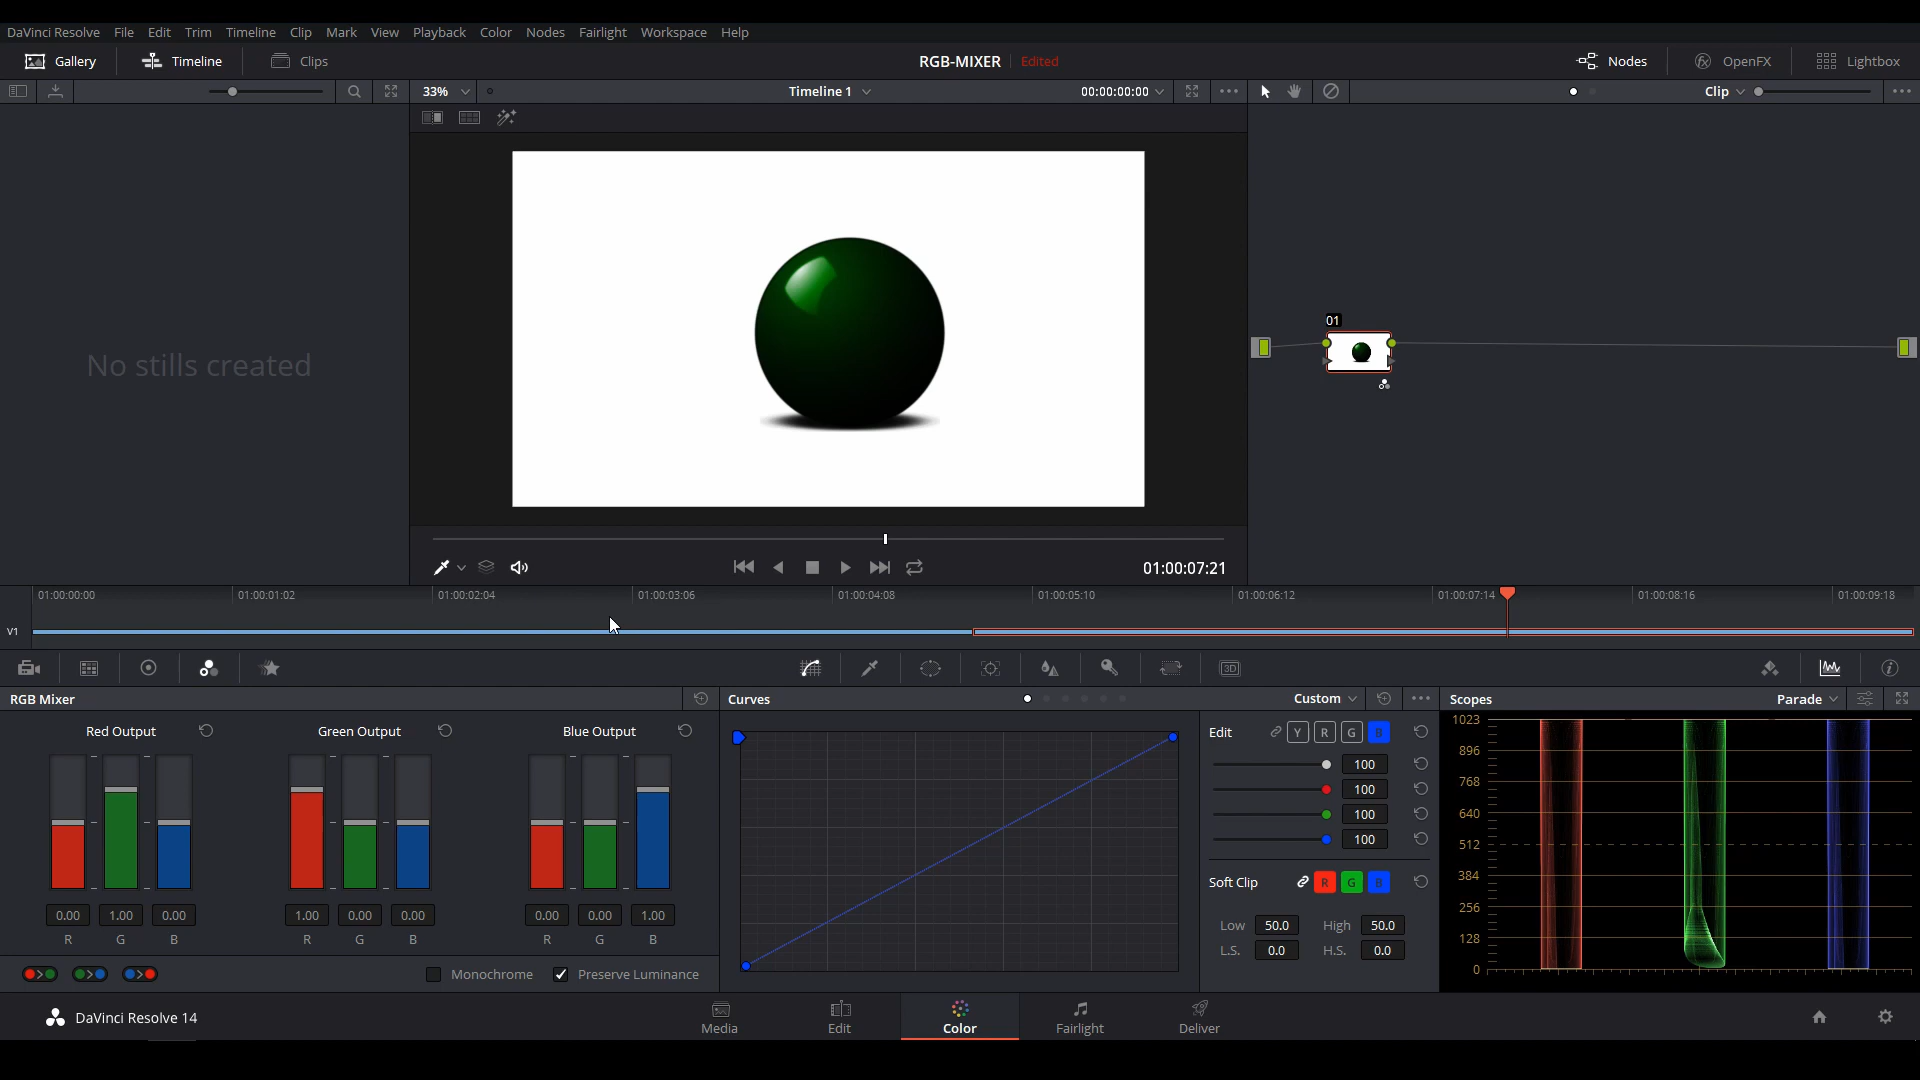 DaVinci Resolve File Edit Trim Timeline Clip Mark View Playback Color Nodes Fairlight Workspace Help
Gallery Timeline Clips RGB-MIXER Edited Nodes OpenFX Lightbox
33% Timeline 1 00:00:00:00 Clip
01
No stills created
01:00:07:21
01:00:00:00 01:00:01:02 01:00:02:04 01:00:03:06 01:00:04:08 01:00:05:10 01:00:06:12 01:00:07:14 01:00:08:16 01:00:09:18
V1
3D
RGB Mixer Curves Custom Scopes Parade
Red Output Green Output Blue Output
Edit Y R G B
100
100
100
100
Soft Clip R G B
Low 50.0 High 50.0
L.S. 0.0 H.S. 0.0
1023
896
768
640
512
384
256
128
0
0.00 1.00 0.00 1.00 0.00 0.00 0.00 0.00 1.00
R G B R G B R G B
Monochrome Preserve Luminance
DaVinci Resolve 14 Media Edit Color Fairlight Deliver